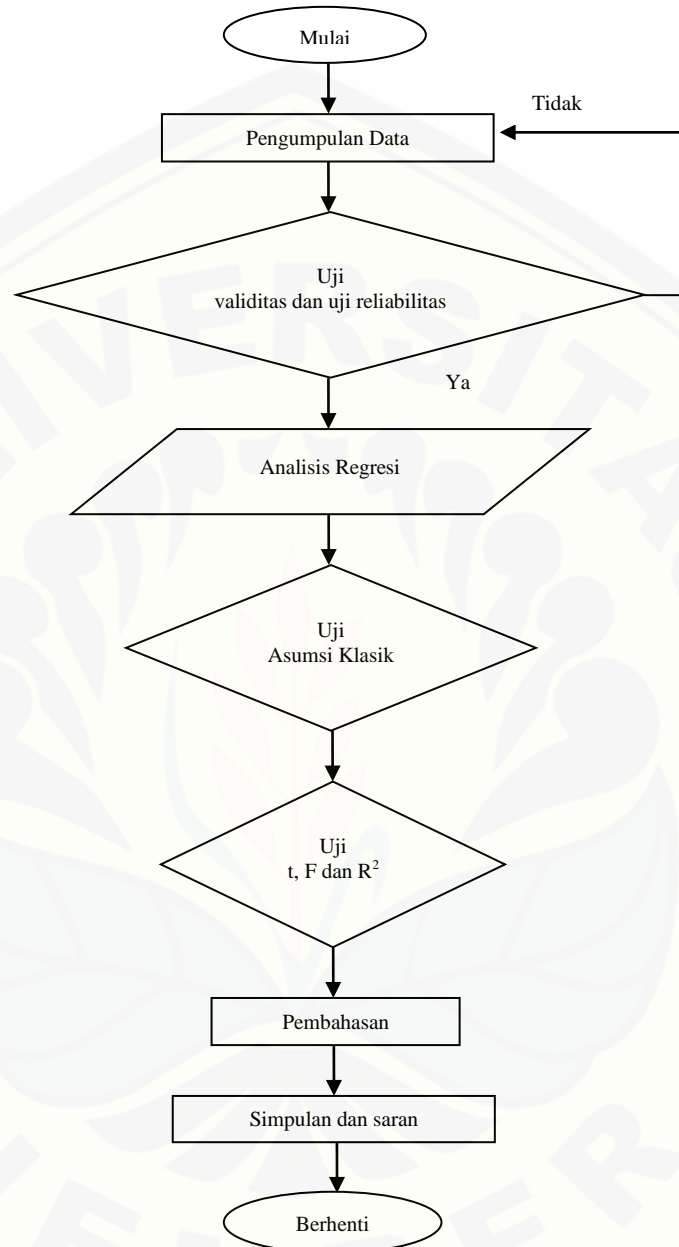 Mulai
Tidak
Pengumpulan Data
Uji
validitas dan uji reliabilitas
Ya
Analisis Regresi
Uji
Asumsi Klasik
Uji
t, F dan R²
Pembahasan
Simpulan dan saran
Berhenti